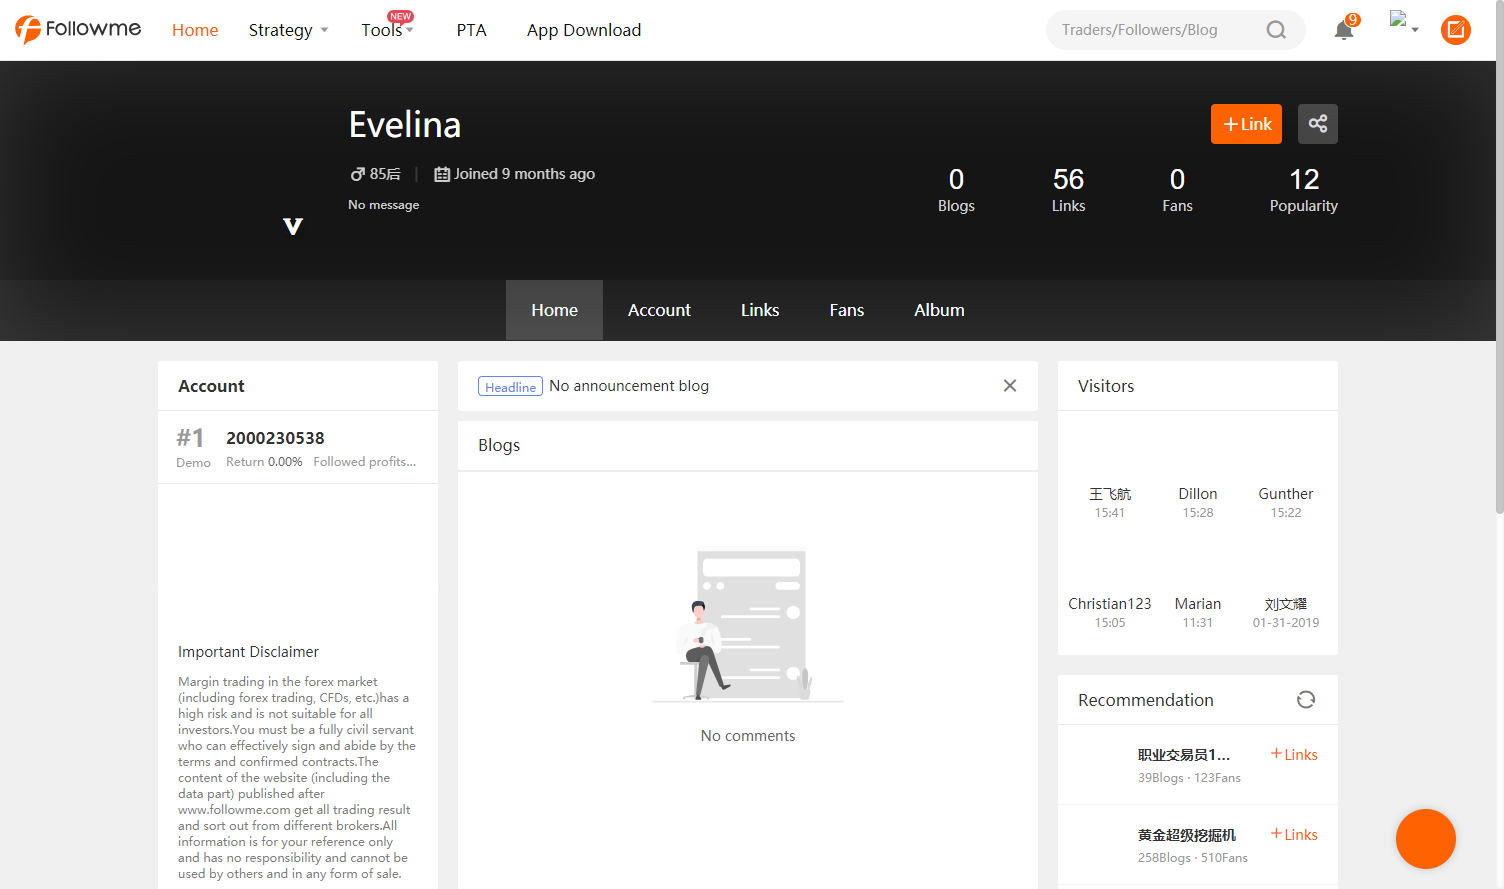 Followme
Home
Strategy
Tools
NEW
PTA
App Download
Traders/Followers/Blog
9
Evelina
+Link
85后 | Joined 9 months ago
No message
V
0
Blogs
56
Links
0
Fans
12
Popularity
Home
Account
Links
Fans
Album
Account
#1
Demo
2000230538
Return 0.00% Followed profits...
Important Disclaimer
Margin trading in the forex market
(including forex trading, CFDs, etc.)has a
high risk and is not suitable for all
investors.You must be a fully civil servant
who can effectively sign and abide by the
terms and confirmed contracts.The
content of the website (including the
data part) published after
www.followme.com get all trading result
and sort out from different brokers.All
information is for your reference only
and has no responsibility and cannot be
used by others and in any form of sale.
Headline No announcement blog
Blogs
No comments
Visitors
王飞航
15:41
Dillon
15:28
Gunther
15:22
Christian123
15:05
Marian
11:31
刘文耀
01-31-2019
Recommendation
职业交易员1...
+Links
39Blogs · 123Fans
黄金超级挖掘机
+Links
258Blogs · 510Fans